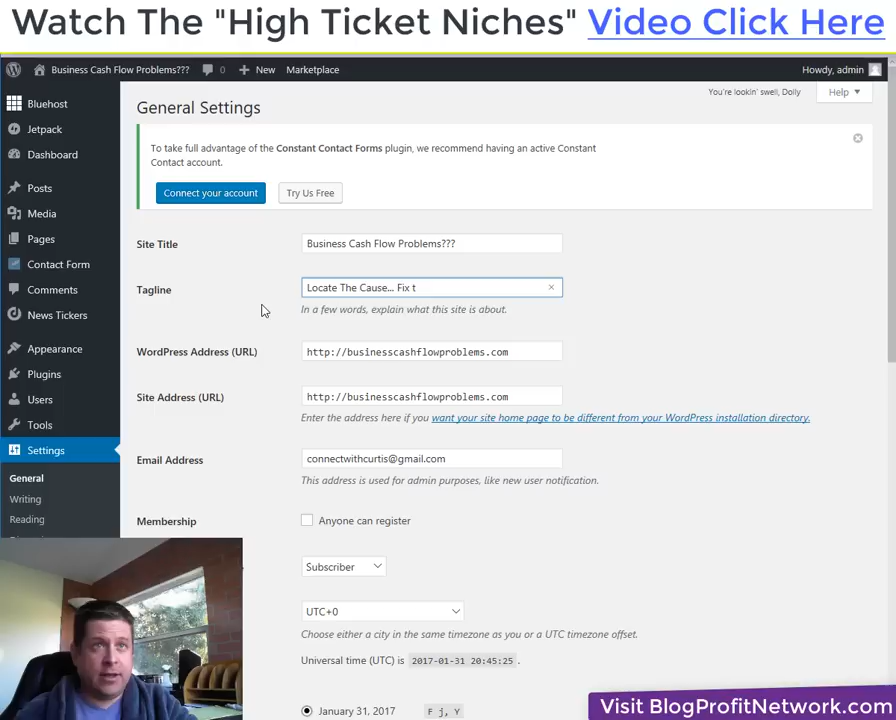 Watch The "High Ticket Niches" Video Click Here
Business Cash Flow Problems??? 0 New Marketplace Howdy, admin
You're lookin' swell, Dolly Help
Bluehost
Jetpack
Dashboard
Posts
Media
Pages
Contact Form
Comments
News Tickers
Appearance
Plugins
Users
Tools
Settings
General
Writing
Reading
General Settings
To take full advantage of the Constant Contact Forms plugin, we recommend having an active Constant
Contact account.
Connect your account Try Us Free
Site Title Business Cash Flow Problems???
Tagline Locate The Cause... Fix t
In a few words, explain what this site is about.
WordPress Address (URL) http://businesscashflowproblems.com
Site Address (URL) http://businesscashflowproblems.com
Enter the address here if you want your site home page to be different from your WordPress installation directory.
Email Address connectwithcurtis@gmail.com
This address is used for admin purposes, like new user notification.
Membership Anyone can register
Subscriber
UTC+0
Choose either a city in the same timezone as you or a UTC timezone offset.
Universal time (UTC) is 2017-01-31 20:45:25 .
January 31, 2017 F j, Y
Visit BlogProfitNetwork.com